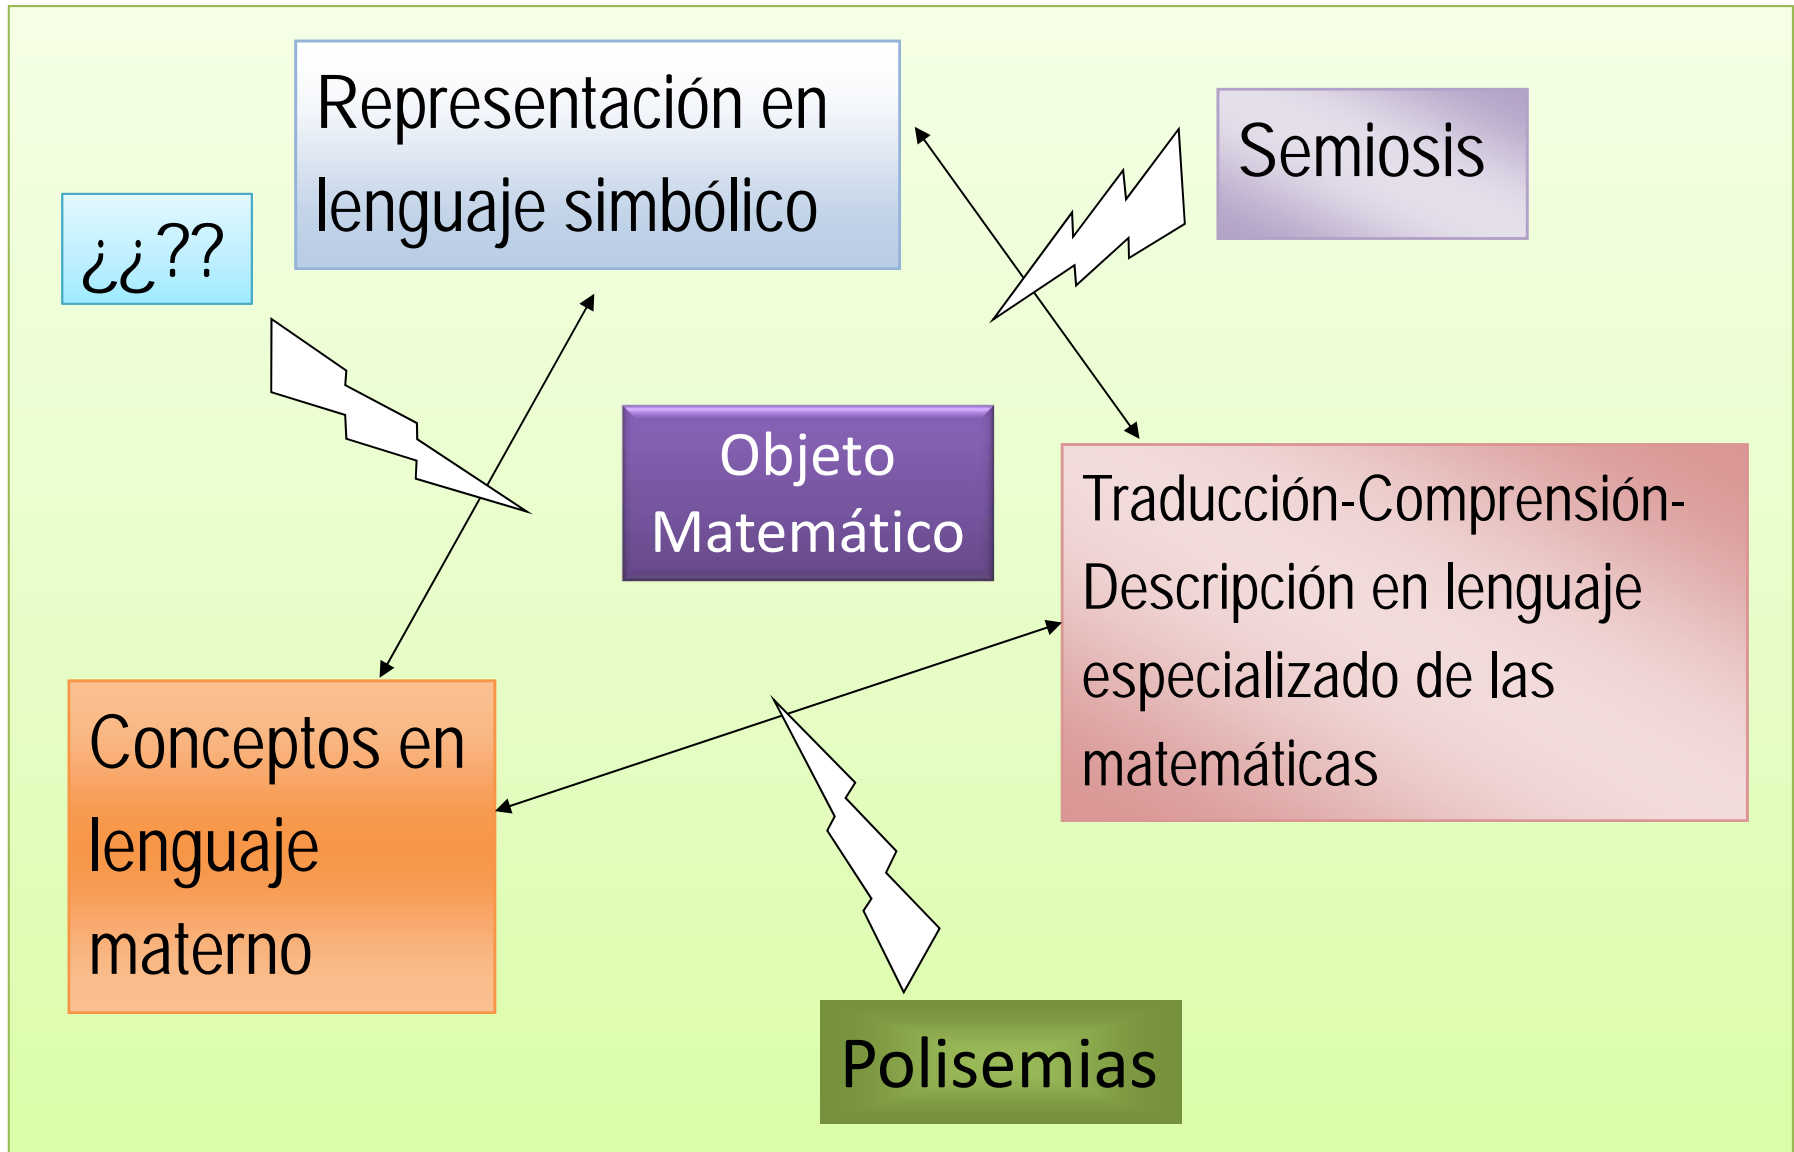 Representación en
lenguaje simbólico
Semiosis
¿¿??
Objeto
Matemático
Traducción-Comprensión-
Descripción en lenguaje
especializado de las
matemáticas
Conceptos en
lenguaje
materno
Polisemias